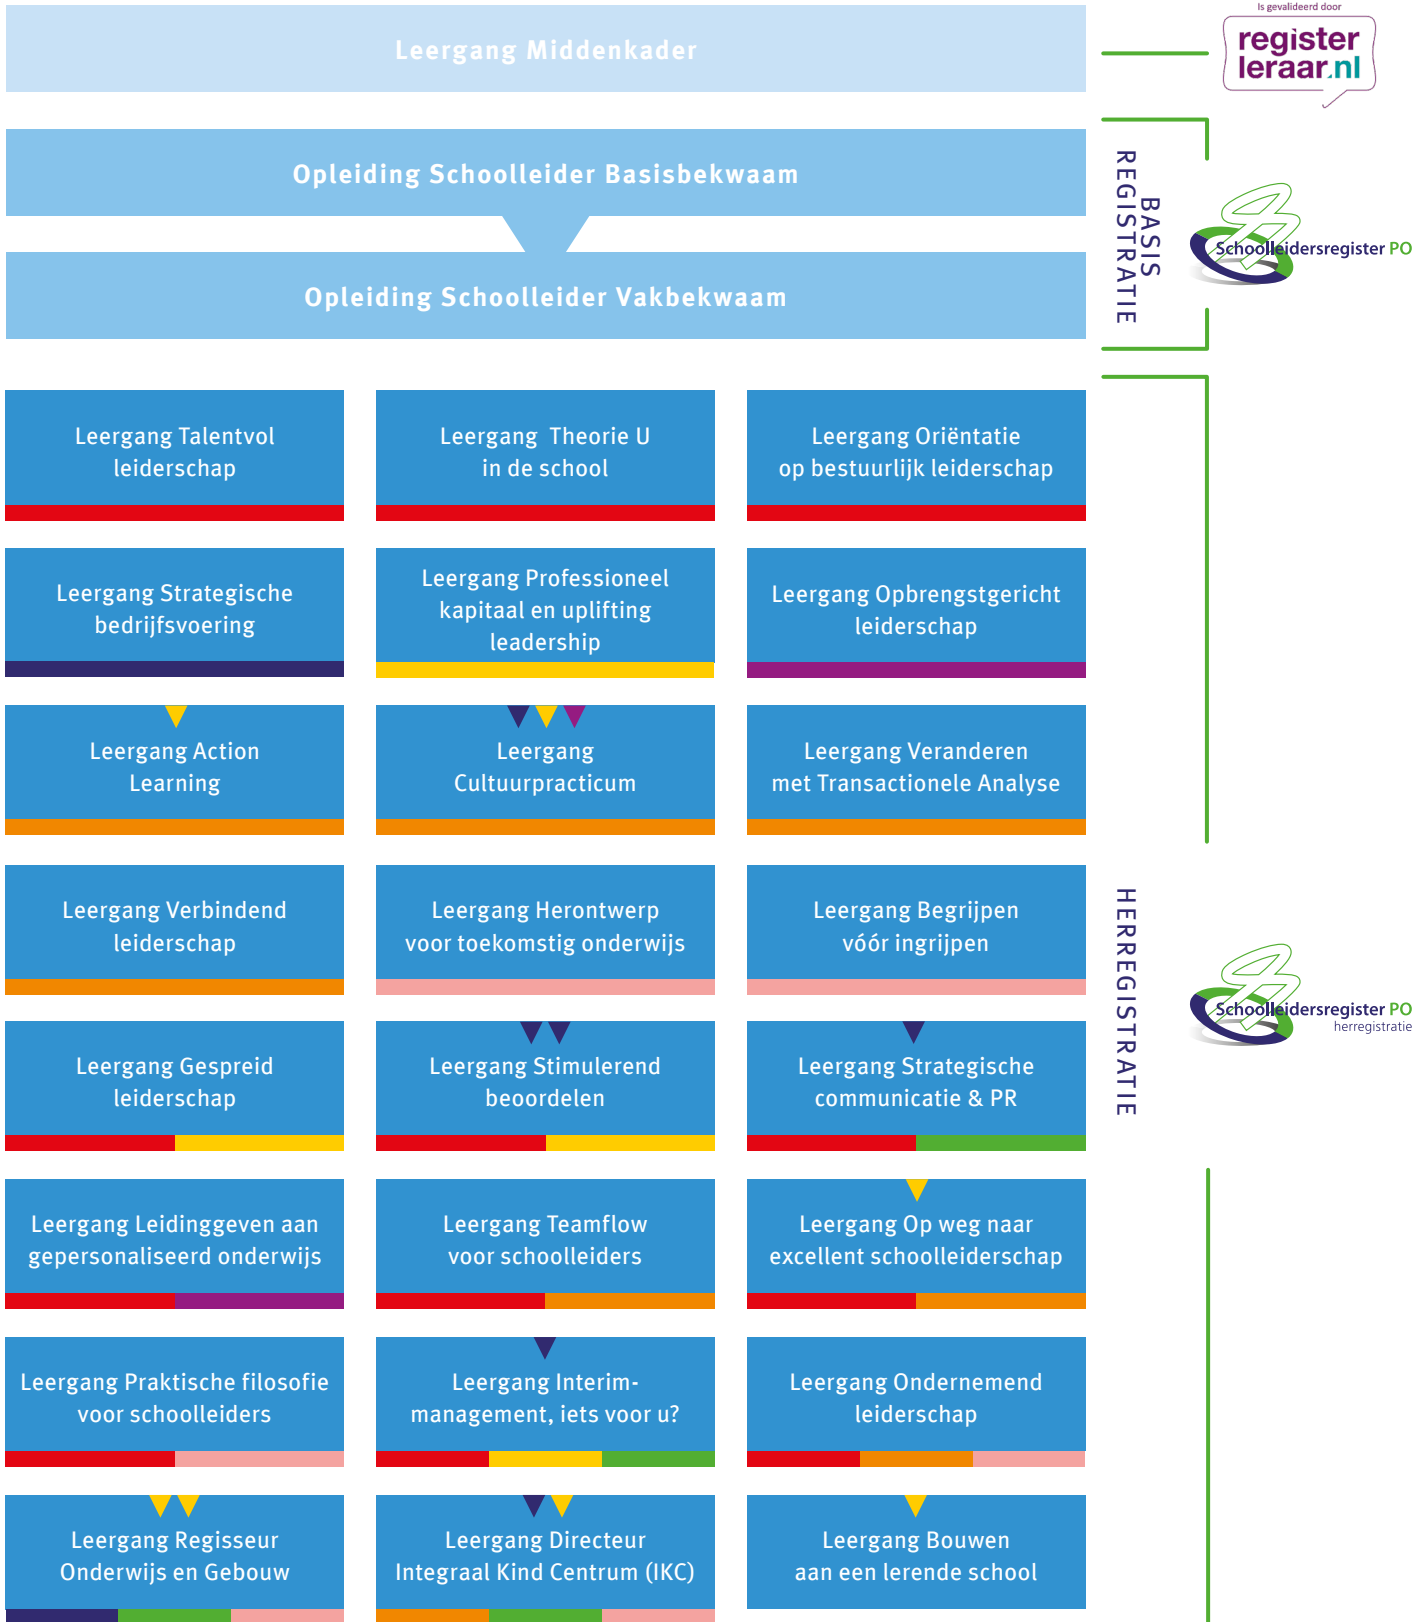 Is gevalideerd door
register
leraar.nl
Leergang Middenkader
Opleiding Schoolleider Basisbekwaam
Opleiding Schoolleider Vakbekwaam
BASIS
REGISTRATIE
Schoolleidersregister PO
Leergang Talentvol
leiderschap
Leergang Theorie U
in de school
Leergang Oriëntatie
op bestuurlijk leiderschap
Leergang Strategische
bedrijfsvoering
Leergang Professioneel
kapitaal en uplifting
leadership
Leergang Opbrengstgericht
leiderschap
Leergang Action
Learning
Leergang
Cultuurpracticum
Leergang Veranderen
met Transactionele Analyse
Leergang Verbindend
leiderschap
Leergang Herontwerp
voor toekomstig onderwijs
Leergang Begrijpen
vóór ingrijpen
HERREGISTRATIE
Schoolleidersregister PO
herregistratie
Leergang Gespreid
leiderschap
Leergang Stimulerend
beoordelen
Leergang Strategische
communicatie & PR
Leergang Leidinggeven aan
gepersonaliseerd onderwijs
Leergang Teamflow
voor schoolleiders
Leergang Op weg naar
excellent schoolleiderschap
Leergang Praktische filosofie
voor schoolleiders
Leergang Interim-
management, iets voor u?
Leergang Ondernemend
leiderschap
Leergang Regisseur
Onderwijs en Gebouw
Leergang Directeur
Integraal Kind Centrum (IKC)
Leergang Bouwen
aan een lerende school